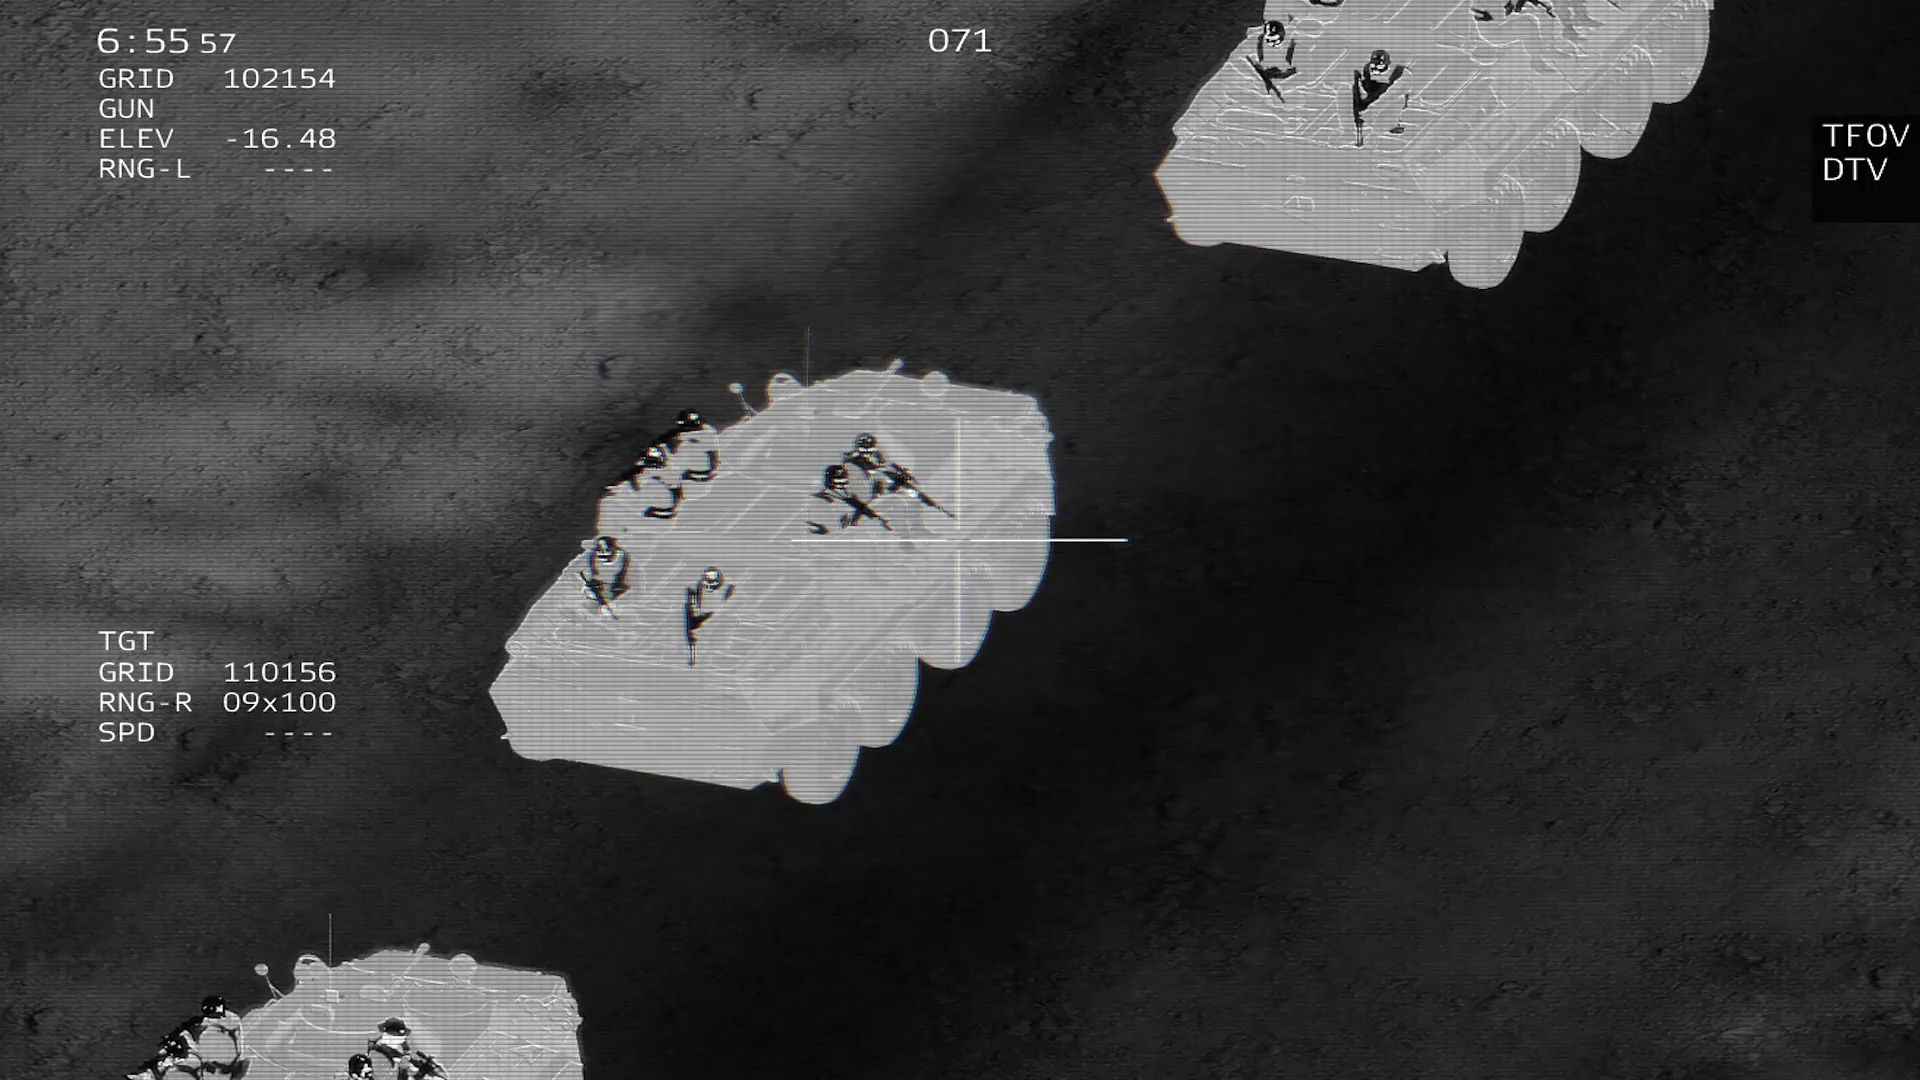 6:55 57
071
GRID 102154
GUN
ELEV -16.48
RNG-L ----
TFOV
DTV
TGT
GRID 110156
RNG-R 09x100
SPD ----